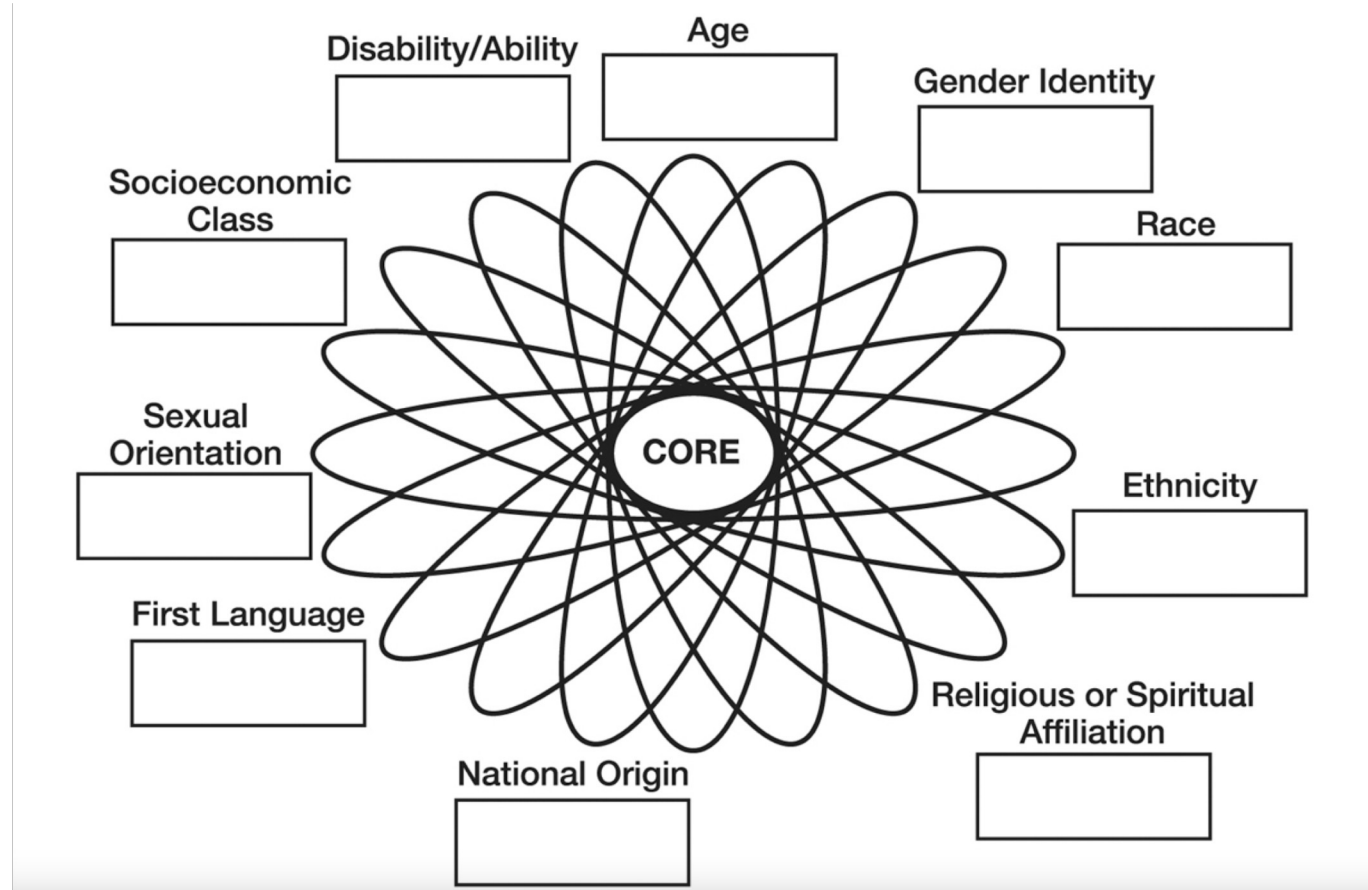 Age
Disability/Ability
Gender Identity
Socioeconomic
Class
Race
Sexual
Orientation
CORE
Ethnicity
First Language
Religious or Spiritual
Affiliation
National Origin